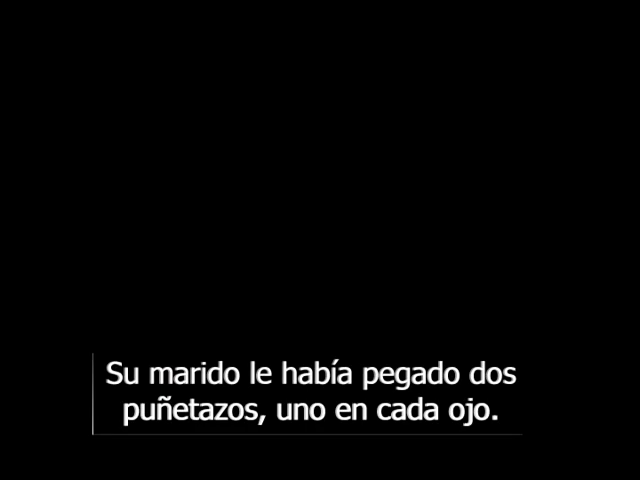 Su marido le había pegado dos
puñetazos, uno en cada ojo.